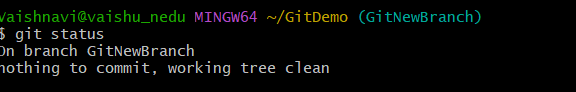 Vaishnavi@vaishu_nedu MINGW64 ~/GitDemo (GitNewBranch)
$ git status
On branch GitNewBranch
nothing to commit, working tree clean